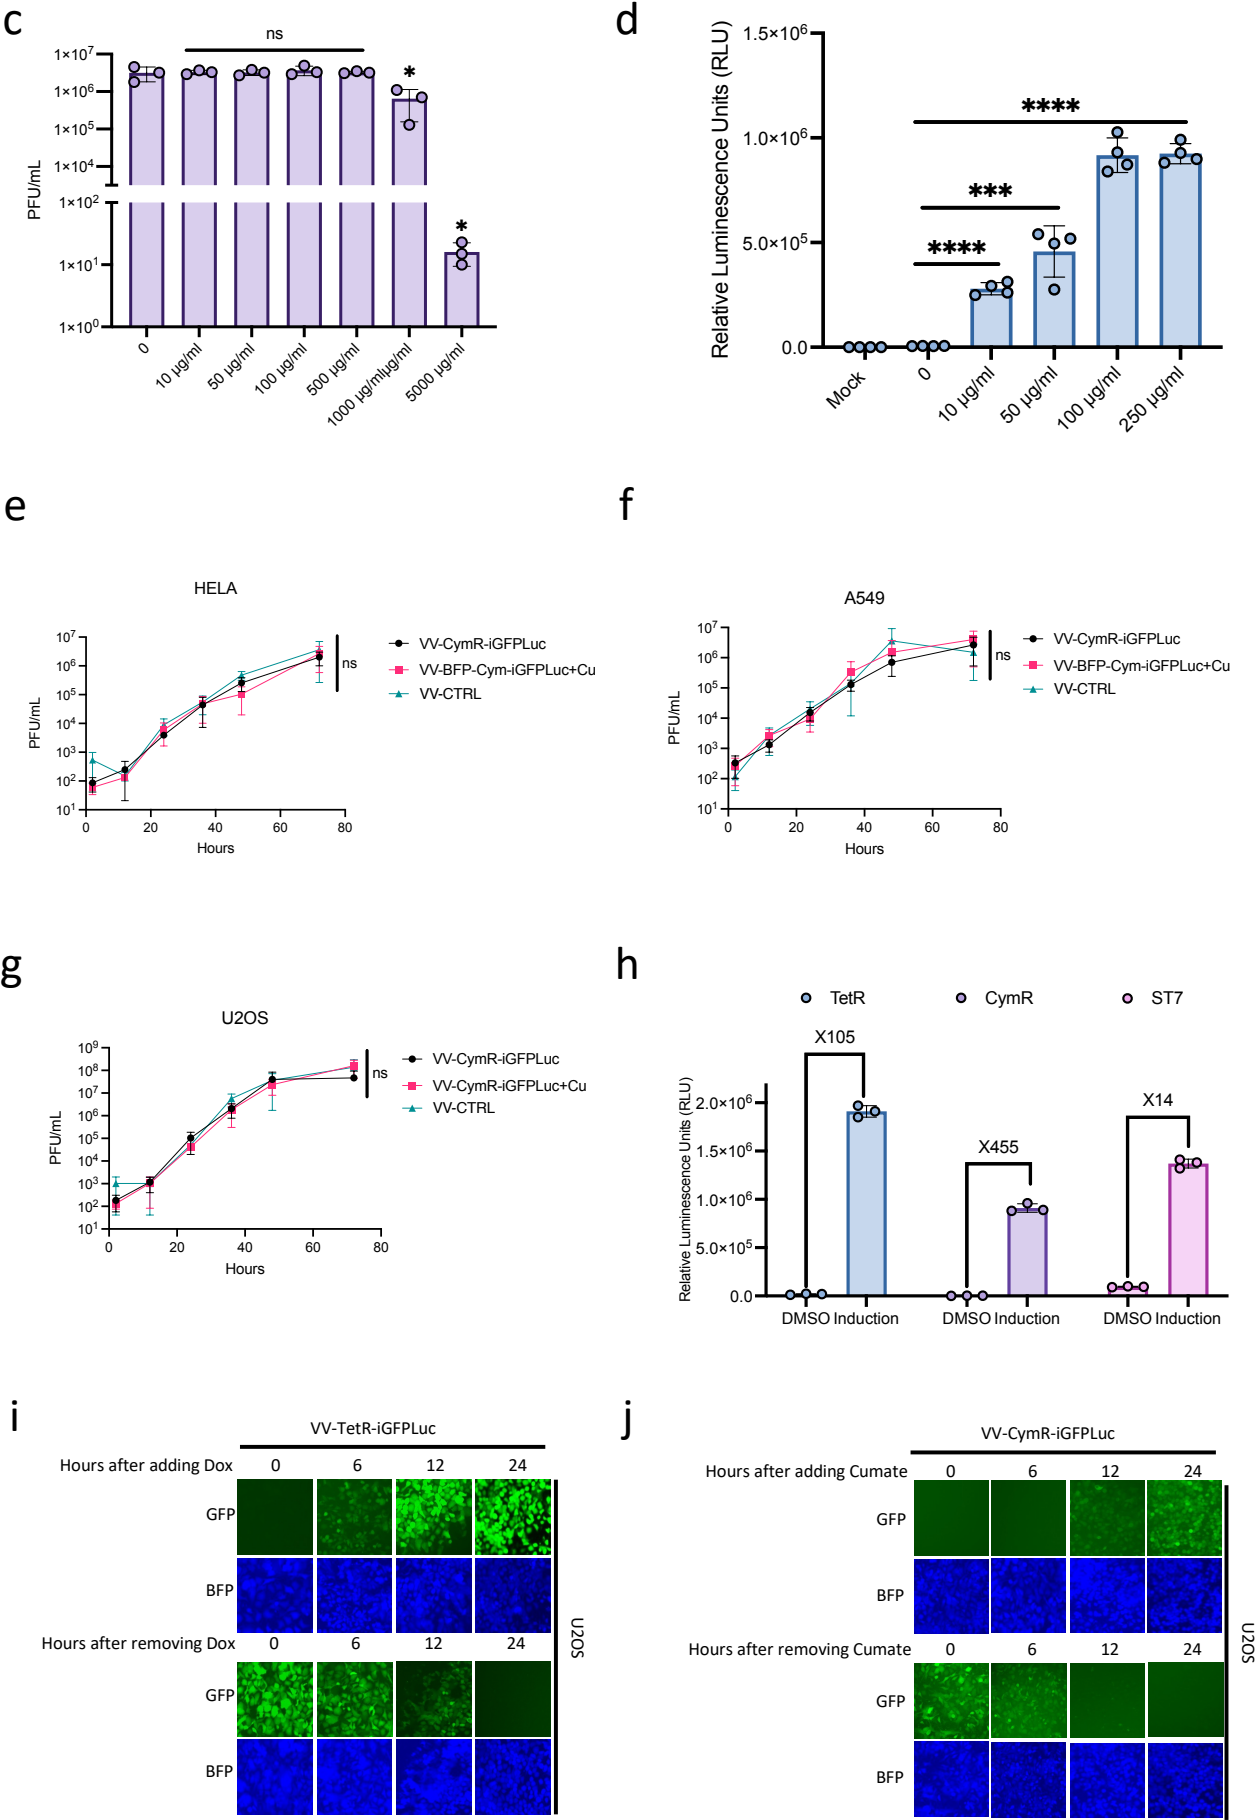 c
ns
1×10⁷
1×10⁶
1×10⁵
1×10⁴
1×10²
1×10¹
1×10⁰
PFU/mL
*
*
0
10 µg/ml
50 µg/ml
100 µg/ml
500 µg/ml
1000 µg/mlµg/ml
5000 µg/ml
d
Relative Luminescence Units (RLU)
1.5×10⁶
1.0×10⁶
5.0×10⁵
0.0
****
***
****
Mock
0
10 µg/ml
50 µg/ml
100 µg/ml
250 µg/ml
e
HELA
PFU/mL
10⁷
10⁶
10⁵
10⁴
10³
10²
10¹
0 20 40 60 80
Hours
ns
VV-CymR-iGFPLuc
VV-BFP-Cym-iGFPLuc+Cu
VV-CTRL
f
A549
PFU/mL
10⁷
10⁶
10⁵
10⁴
10³
10²
10¹
0 20 40 60 80
Hours
ns
VV-CymR-iGFPLuc
VV-BFP-Cym-iGFPLuc+Cu
VV-CTRL
g
U2OS
PFU/mL
10⁹
10⁸
10⁷
10⁶
10⁵
10⁴
10³
10²
10¹
0 20 40 60 80
Hours
ns
VV-CymR-iGFPLuc
VV-CymR-iGFPLuc+Cu
VV-CTRL
h
TetR CymR ST7
Relative Luminescence Units (RLU)
2.0×10⁶
1.5×10⁶
1.0×10⁶
5.0×10⁵
0.0
X105
X455
X14
DMSO Induction DMSO Induction DMSO Induction
i
VV-TetR-iGFPLuc
Hours after adding Dox 0 6 12 24
GFP
BFP
Hours after removing Dox 0 6 12 24
GFP
BFP
U2OS
j
VV-CymR-iGFPLuc
Hours after adding Cumate 0 6 12 24
GFP
BFP
Hours after removing Cumate 0 6 12 24
GFP
BFP
U2OS